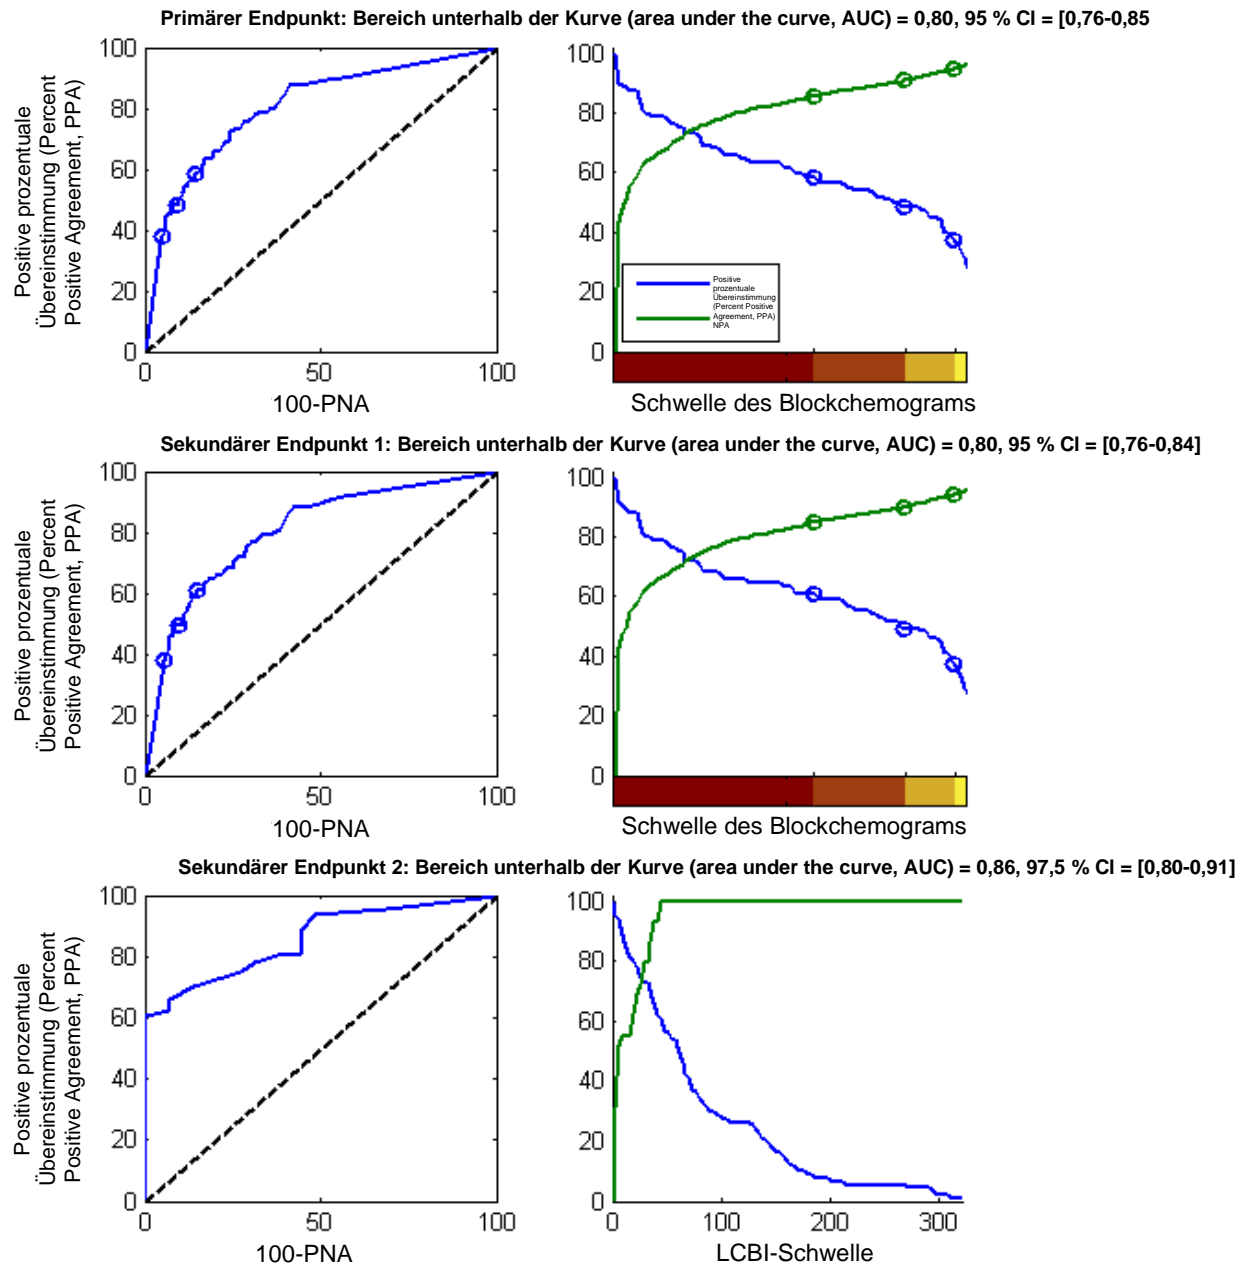 Primärer Endpunkt: Bereich unterhalb der Kurve (area under the curve, AUC) = 0,80, 95 % CI = [0,76-0,85
Positive prozentuale
Übereinstimmung (Percent
Positive Agreement, PPA)
100
80
60
40
20
0
0
50
100
100-PNA
100
80
60
40
20
0
Positive
prozentuale
Übereinstimmung
(Percent Positive
Agreement, PPA)
NPA
Schwelle des Blockchemograms
Sekundärer Endpunkt 1: Bereich unterhalb der Kurve (area under the curve, AUC) = 0,80, 95 % CI = [0,76-0,84]
Positive prozentuale
Übereinstimmung (Percent
Positive Agreement, PPA)
100
80
60
40
20
0
0
50
100
100-PNA
100
80
60
40
20
0
Schwelle des Blockchemograms
Sekundärer Endpunkt 2: Bereich unterhalb der Kurve (area under the curve, AUC) = 0,86, 97,5 % CI = [0,80-0,91]
Positive prozentuale
Übereinstimmung (Percent
Positive Agreement, PPA)
100
80
60
40
20
0
0
50
100
100-PNA
100
80
60
40
20
0
0
100
200
300
LCBI-Schwelle